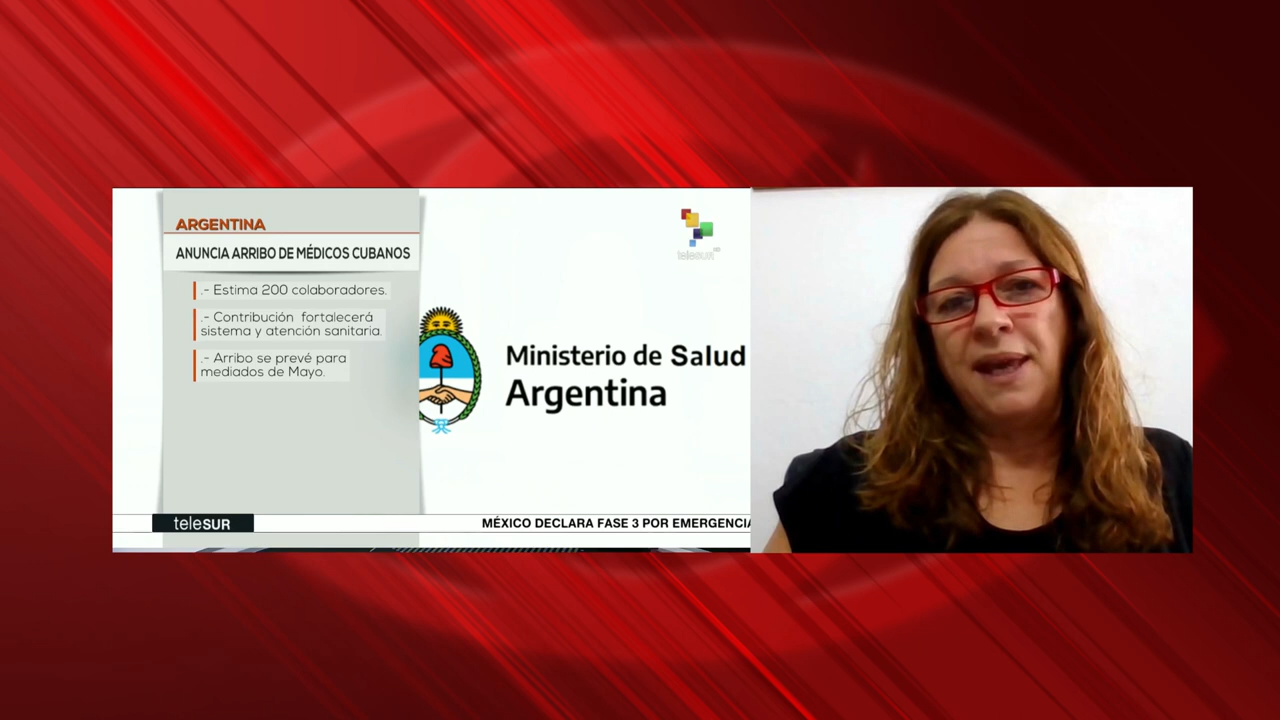 ARGENTINA
ANUNCIA ARRIBO DE MÉDICOS CUBANOS
.- Estima 200 colaboradores.
.- Contribución fortalecerá
sistema y atención sanitaria.
.- Arribo se prevé para
mediados de Mayo.
teleSUR
Ministerio de Salud
Argentina
teleSUR
MÉXICO DECLARA FASE 3 POR EMERGENCIA